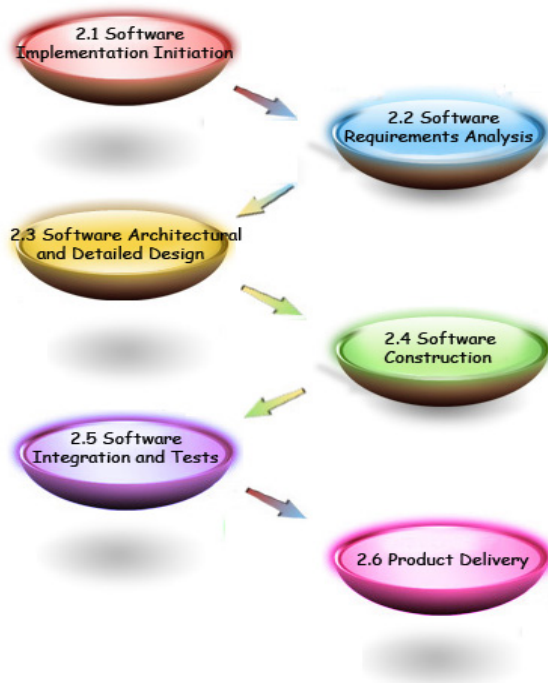 2.1 Software
Implementation Initiation
2.2 Software
Requirements Analysis
2.3 Software Architectural
and Detailed Design
2.4 Software
Construction
2.5 Software
Integration and Tests
2.6 Product Delivery